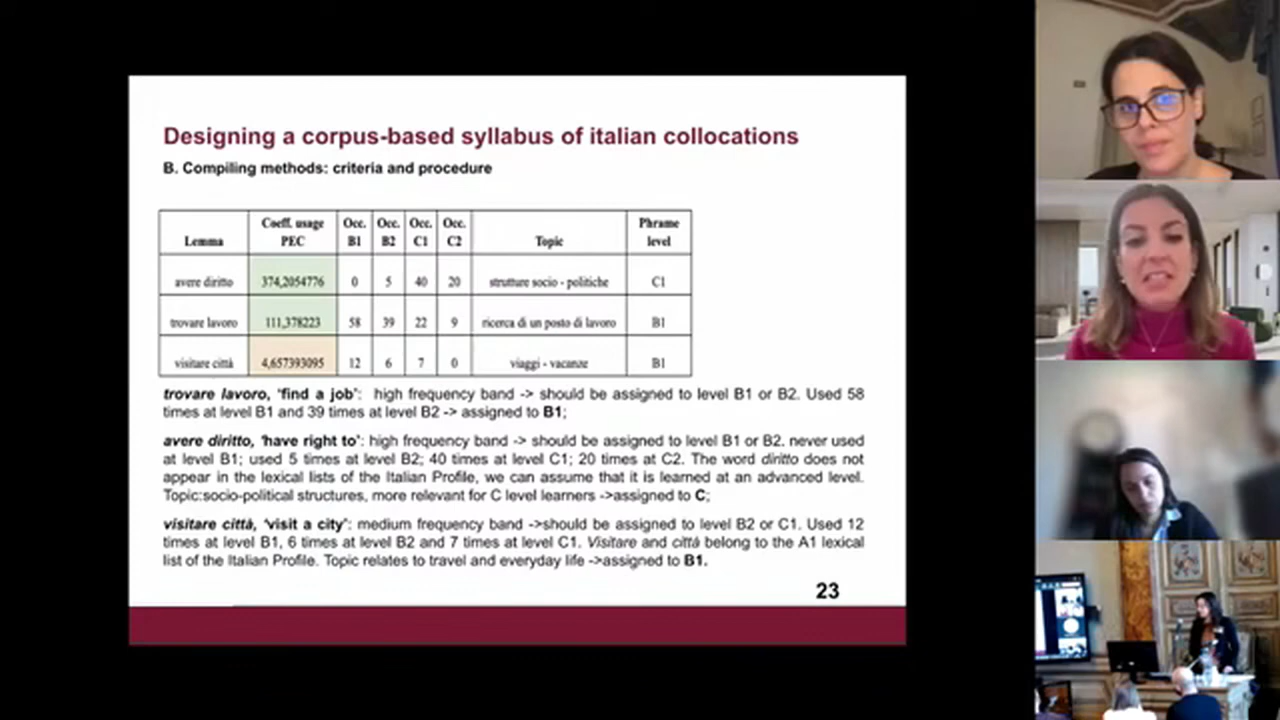 Designing a corpus-based syllabus of italian collocations
B. Compiling methods: criteria and procedure
Lemma Coeff. usage PEC Occ. B1 Occ. B2 Occ. C1 Occ. C2 Topic Phrame level
avere diritto 374,2054776 0 5 40 20 strutture socio - politiche C1
trovare lavoro 111,378223 58 39 22 9 ricerca di un posto di lavoro B1
visitare città 4,657393095 12 6 7 0 viaggi - vacanze B1
trovare lavoro, 'find a job': high frequency band -> should be assigned to level B1 or B2. Used 58
times at level B1 and 39 times at level B2 -> assigned to B1;
avere diritto, 'have right to': high frequency band -> should be assigned to level B1 or B2. never used
at level B1; used 5 times at level B2; 40 times at level C1; 20 times at C2. The word diritto does not
appear in the lexical lists of the Italian Profile, we can assume that it is learned at an advanced level.
Topic:socio-political structures, more relevant for C level learners ->assigned to C;
visitare città, 'visit a city': medium frequency band ->should be assigned to level B2 or C1. Used 12
times at level B1, 6 times at level B2 and 7 times at level C1. Visitare and città belong to the A1 lexical
list of the Italian Profile. Topic relates to travel and everyday life ->assigned to B1.
23